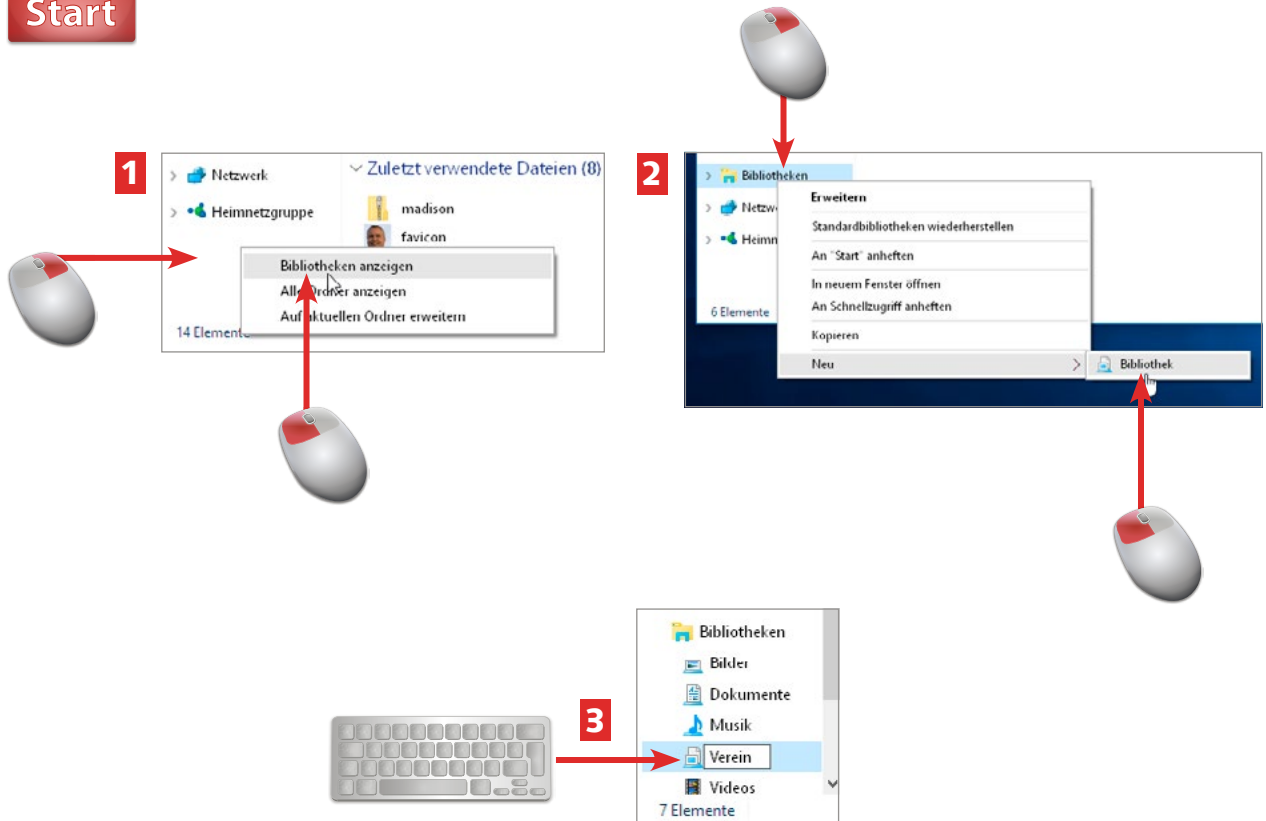 Start
1
Netzwerk
Heimnetzgruppe
Zuletzt verwendete Dateien (8)
madison
favicon
Bibliotheken anzeigen
Alle Ordner anzeigen
Auf aktuellen Ordner erweitern
14 Elemente
2
Bibliotheken
Netzw
Heimn
6 Elemente
Erweitern
Standardbibliotheken wiederherstellen
An "Start" anheften
In neuem Fenster öffnen
An Schnellzugriff anheften
Kopieren
Neu
Bibliothek
3
Bibliotheken
Bilder
Dokumente
Musik
Verein
Videos
7 Elemente